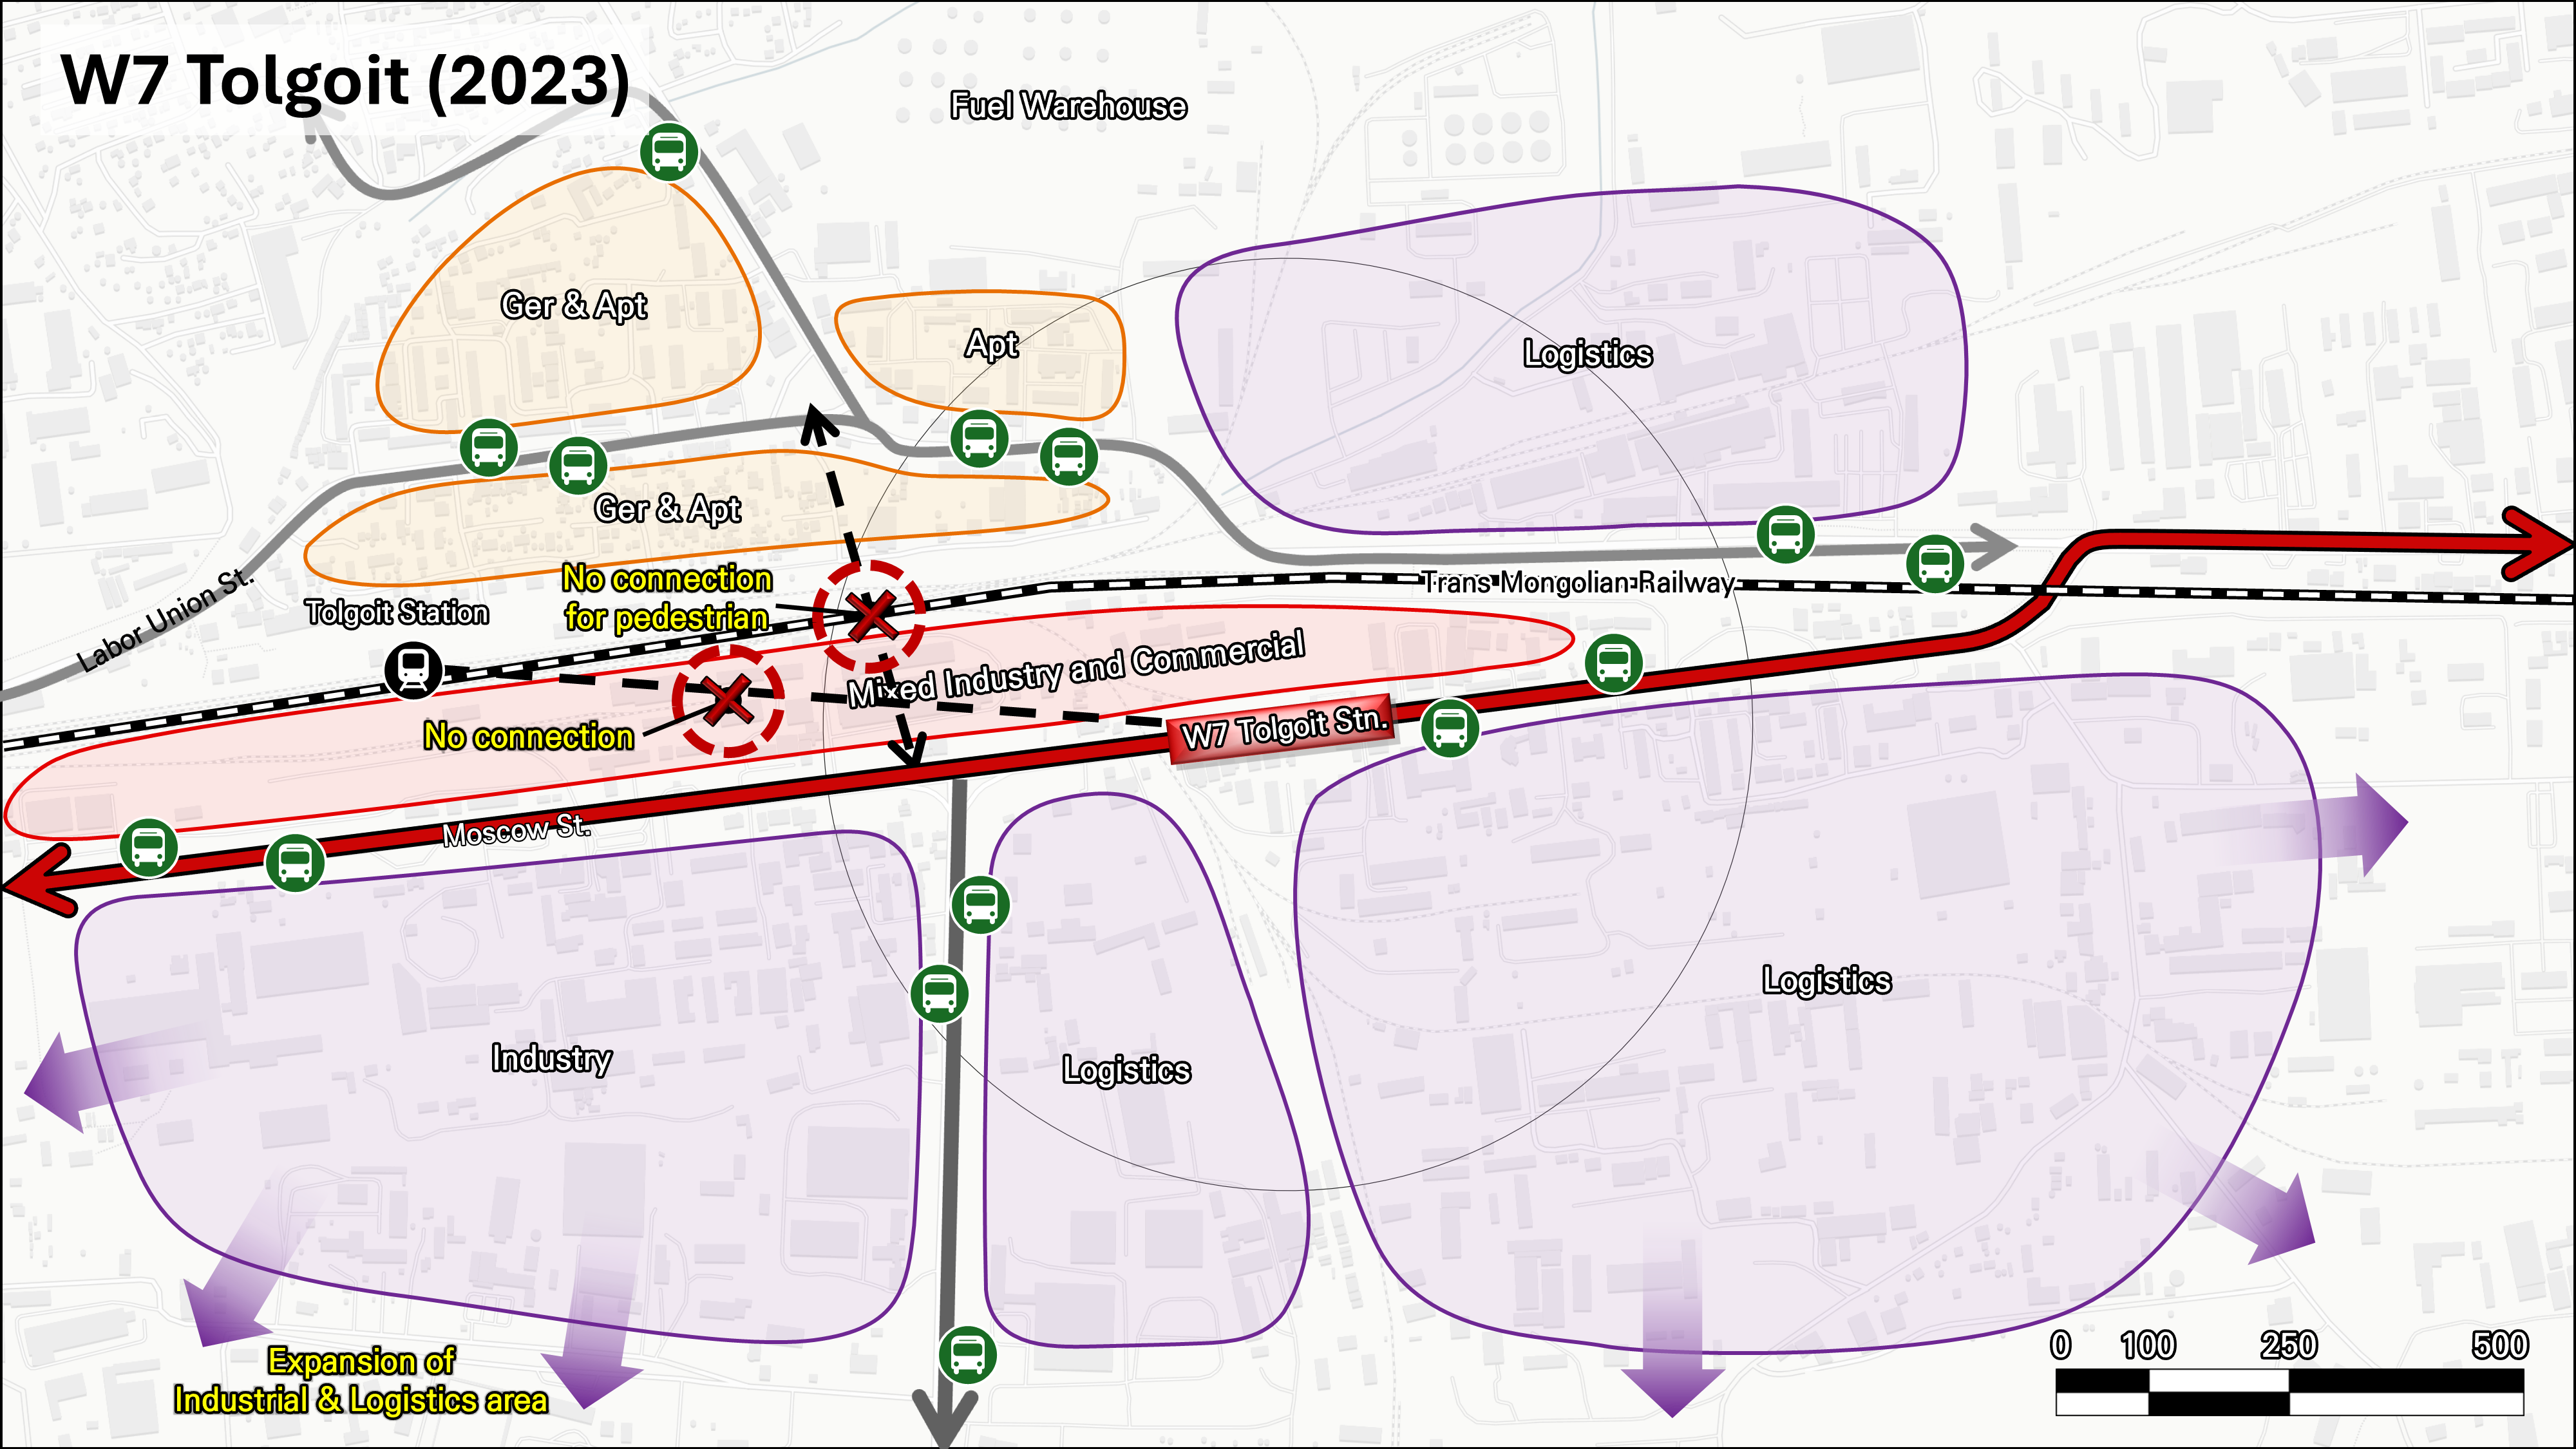 W7 Tolgoit (2023)
Fuel Warehouse
Ger & Apt
Apt
Logistics
Ger & Apt
No connection
for pedestrian
Trans Mongolian Railway
Labor Union St.
Tolgoit Station
Mixed Industry and Commercial
No connection
W7 Tolgoit Stn.
Moscow St.
Logistics
Industry
Logistics
Expansion of
Industrial & Logistics area
0 100 250 500